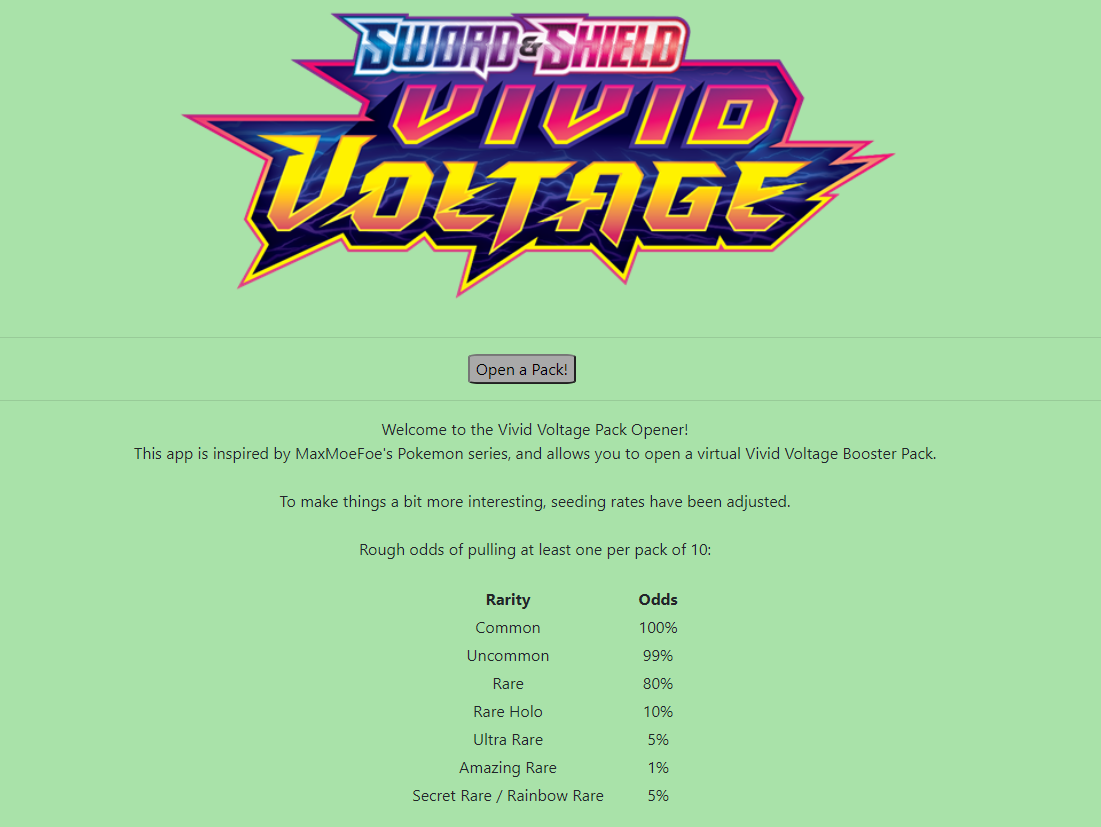 SWORD & SHIELD
VIVID
VOLTAGE
Open a Pack!
Welcome to the Vivid Voltage Pack Opener!
This app is inspired by MaxMoeFoe's Pokemon series, and allows you to open a virtual Vivid Voltage Booster Pack.
To make things a bit more interesting, seeding rates have been adjusted.
Rough odds of pulling at least one per pack of 10:
Rarity Odds
Common 100%
Uncommon 99%
Rare 80%
Rare Holo 10%
Ultra Rare 5%
Amazing Rare 1%
Secret Rare / Rainbow Rare 5%